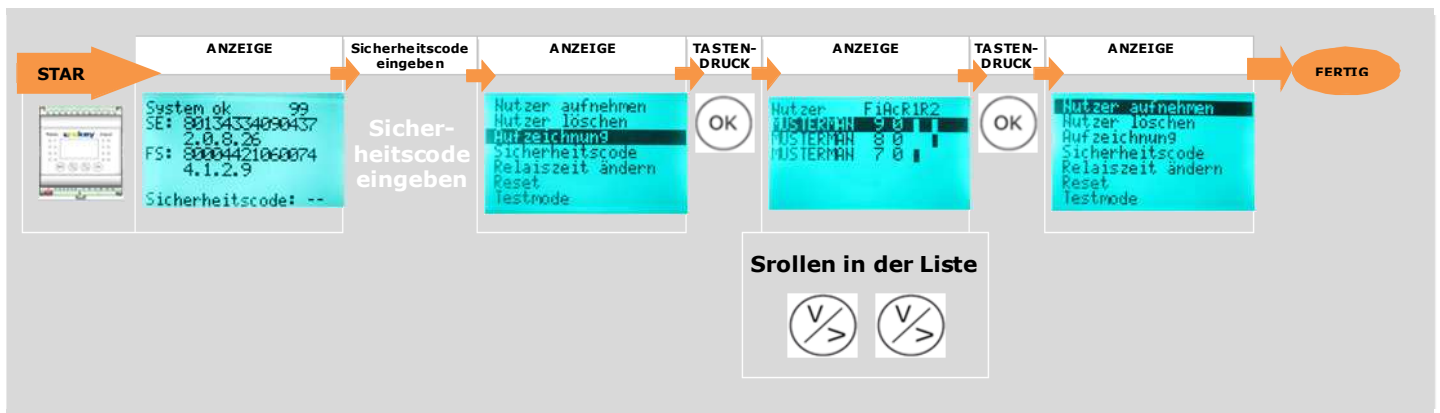 ANZEIGE
Sicherheitscode
eingeben
ANZEIGE
TASTEN-
DRUCK
ANZEIGE
TASTEN-
DRUCK
ANZEIGE
STAR
FERTIG
System ok 99
SE: 80134334090437
2.0.8.26
FS: 80004421060074
4.1.2.9
Sicherheitscode: --
Sicher-
heitscode
eingeben
Nutzer aufnehmen
Nutzer löschen
Aufzeichnung
Sicherheitscode
Relaiszeit ändern
Reset
Testmode
OK
Nutzer FiAcR1R2
MUSTERMAN 9 0
MUSTERMAN 8 0
MUSTERMAN 7 0
OK
Nutzer aufnehmen
Nutzer löschen
Aufzeichnung
Sicherheitscode
Relaiszeit ändern
Reset
Testmode
Srollen in der Liste
V/>
V/>